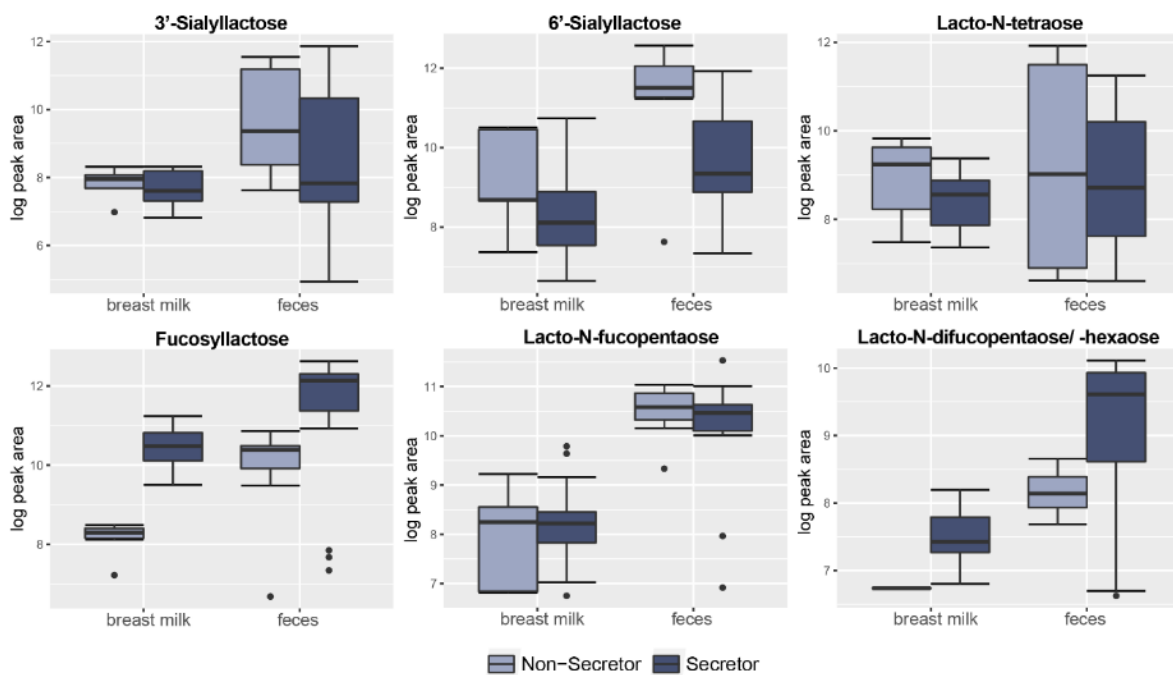 3’-Sialyllactose
6’-Sialyllactose
Lacto-N-tetraose
log peak area
12
10
8
6
breast milk
feces
log peak area
12
10
8
breast milk
feces
log peak area
12
10
8
breast milk
feces
Fucosyllactose
Lacto-N-fucopentaose
Lacto-N-difucopentaose/ -hexaose
log peak area
12
10
8
breast milk
feces
log peak area
11
10
9
8
7
breast milk
feces
log peak area
10
9
8
7
breast milk
feces
Non−Secretor
Secretor